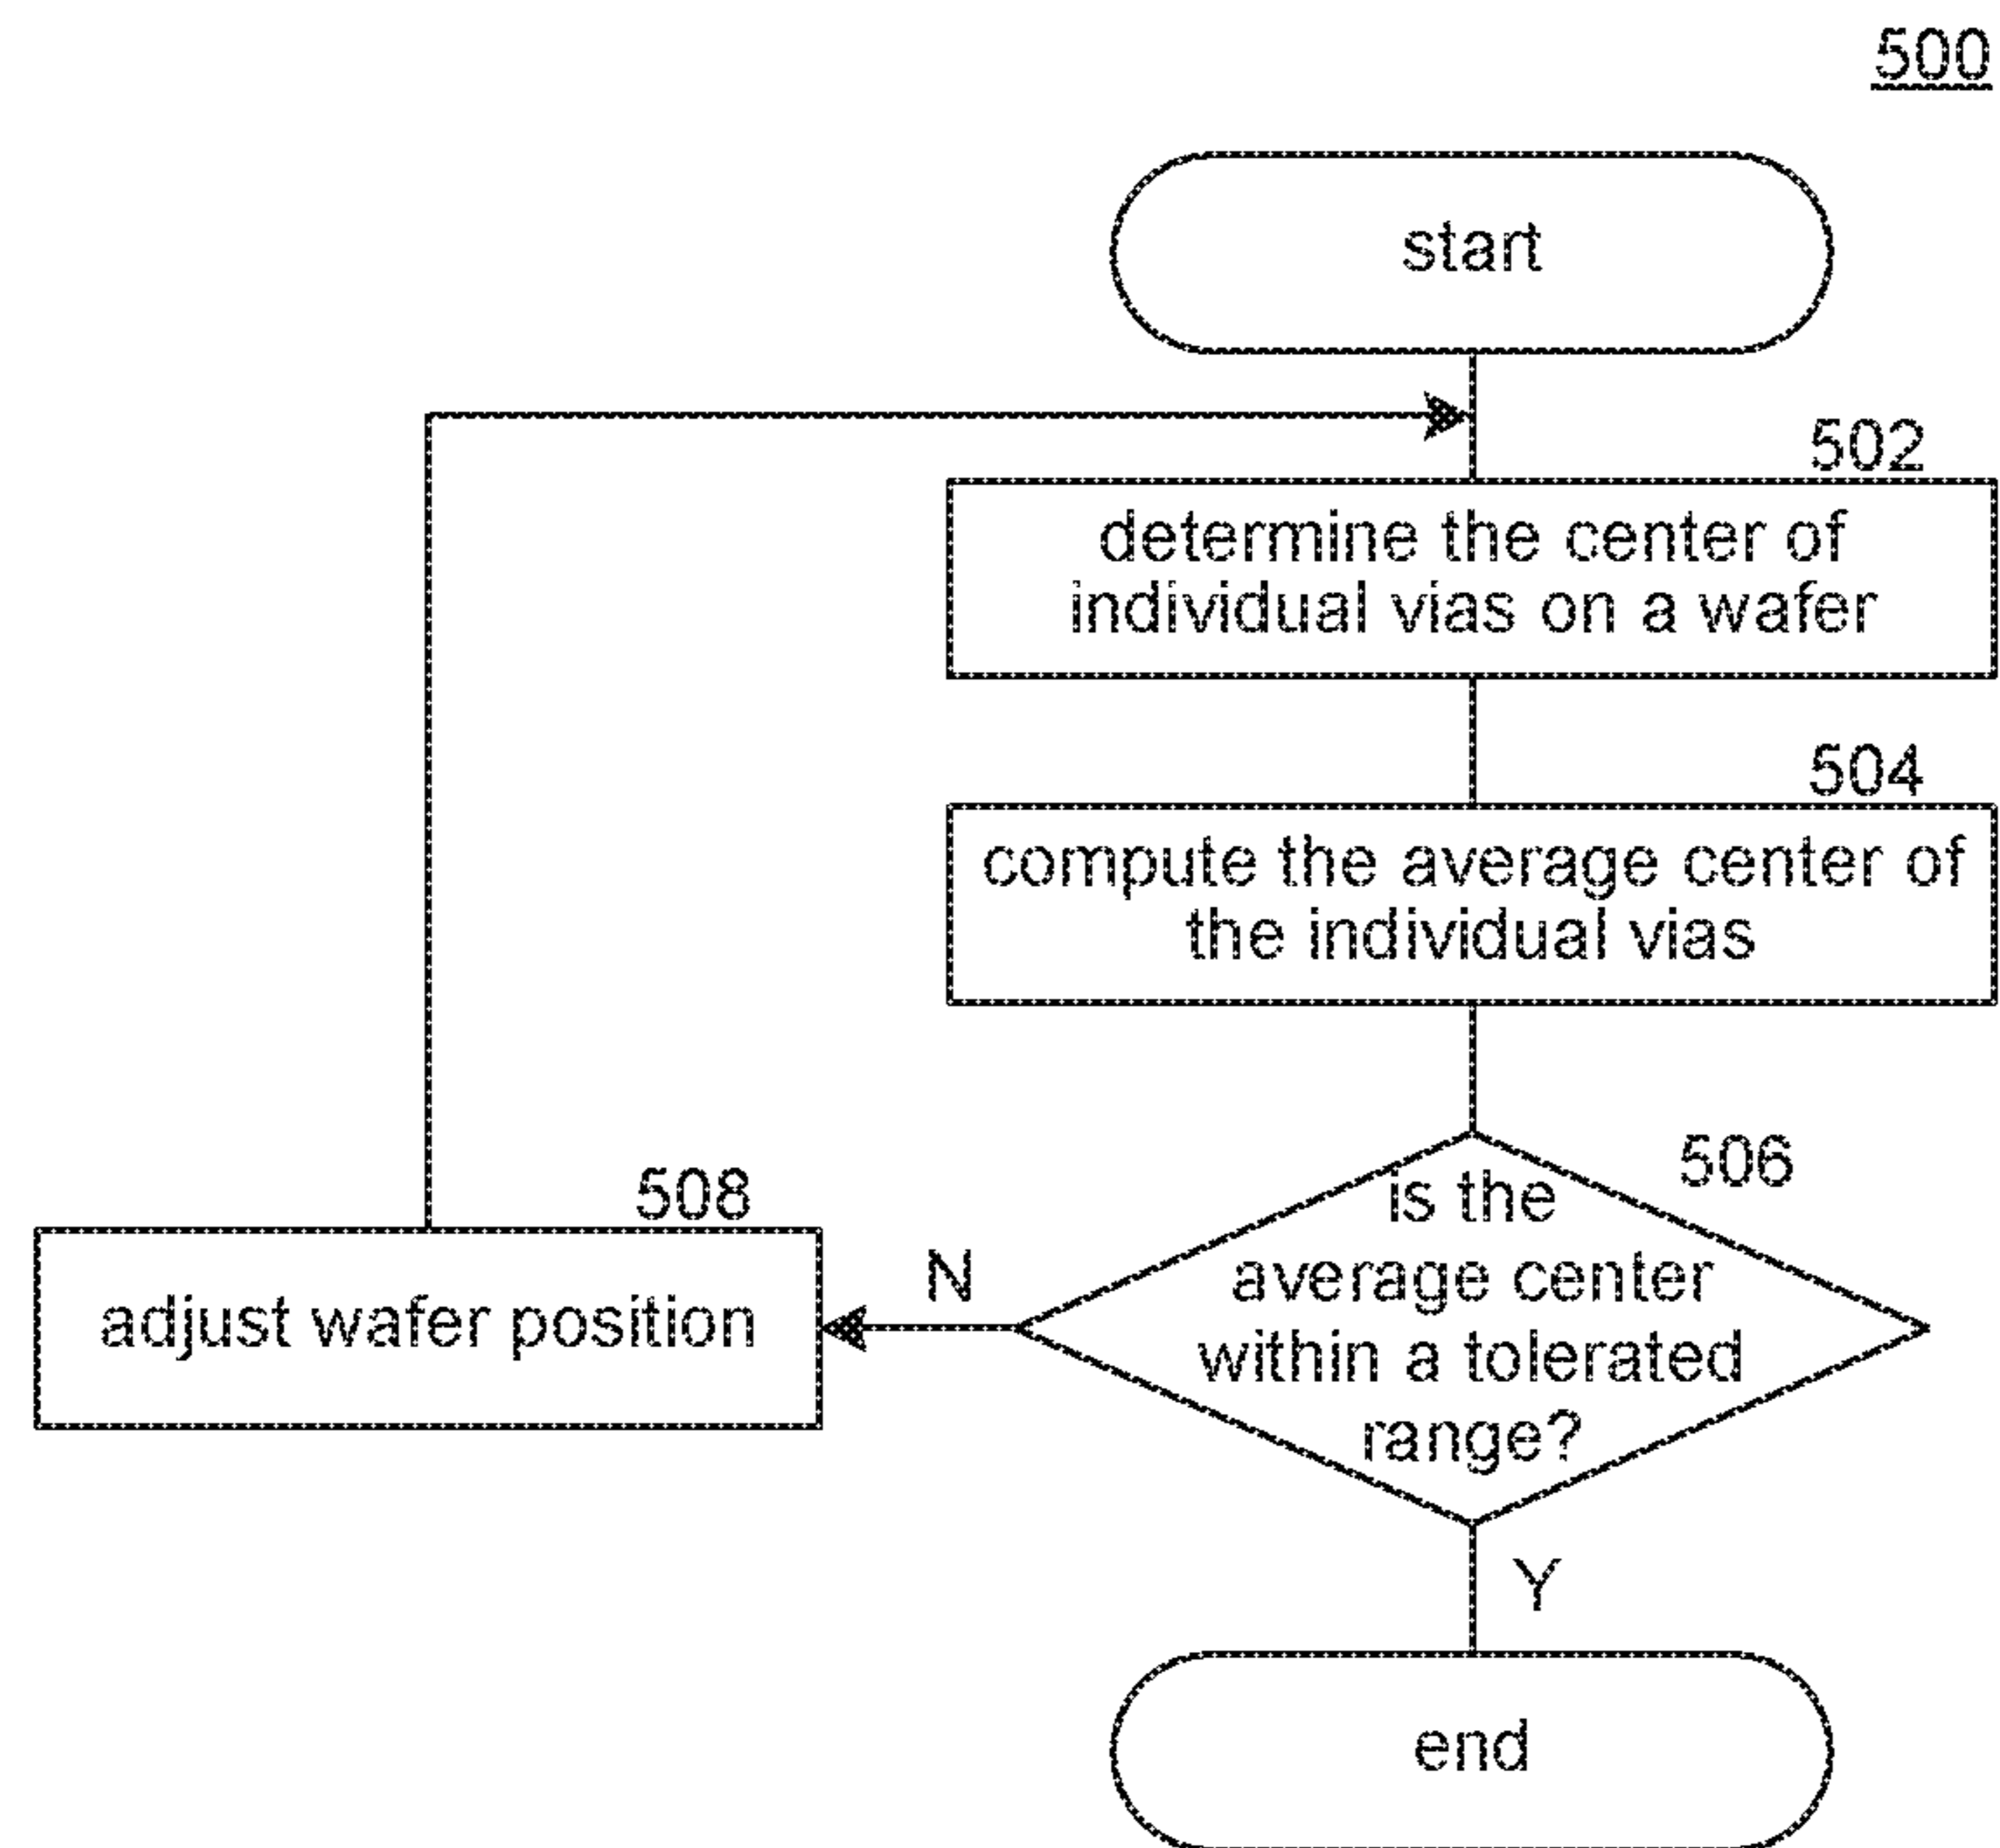 500
start
502
determine the center of
individual vias on a wafer
504
compute the average center of
the individual vias
506
is the
average center
within a tolerated
range?
N
508
adjust wafer position
Y
end